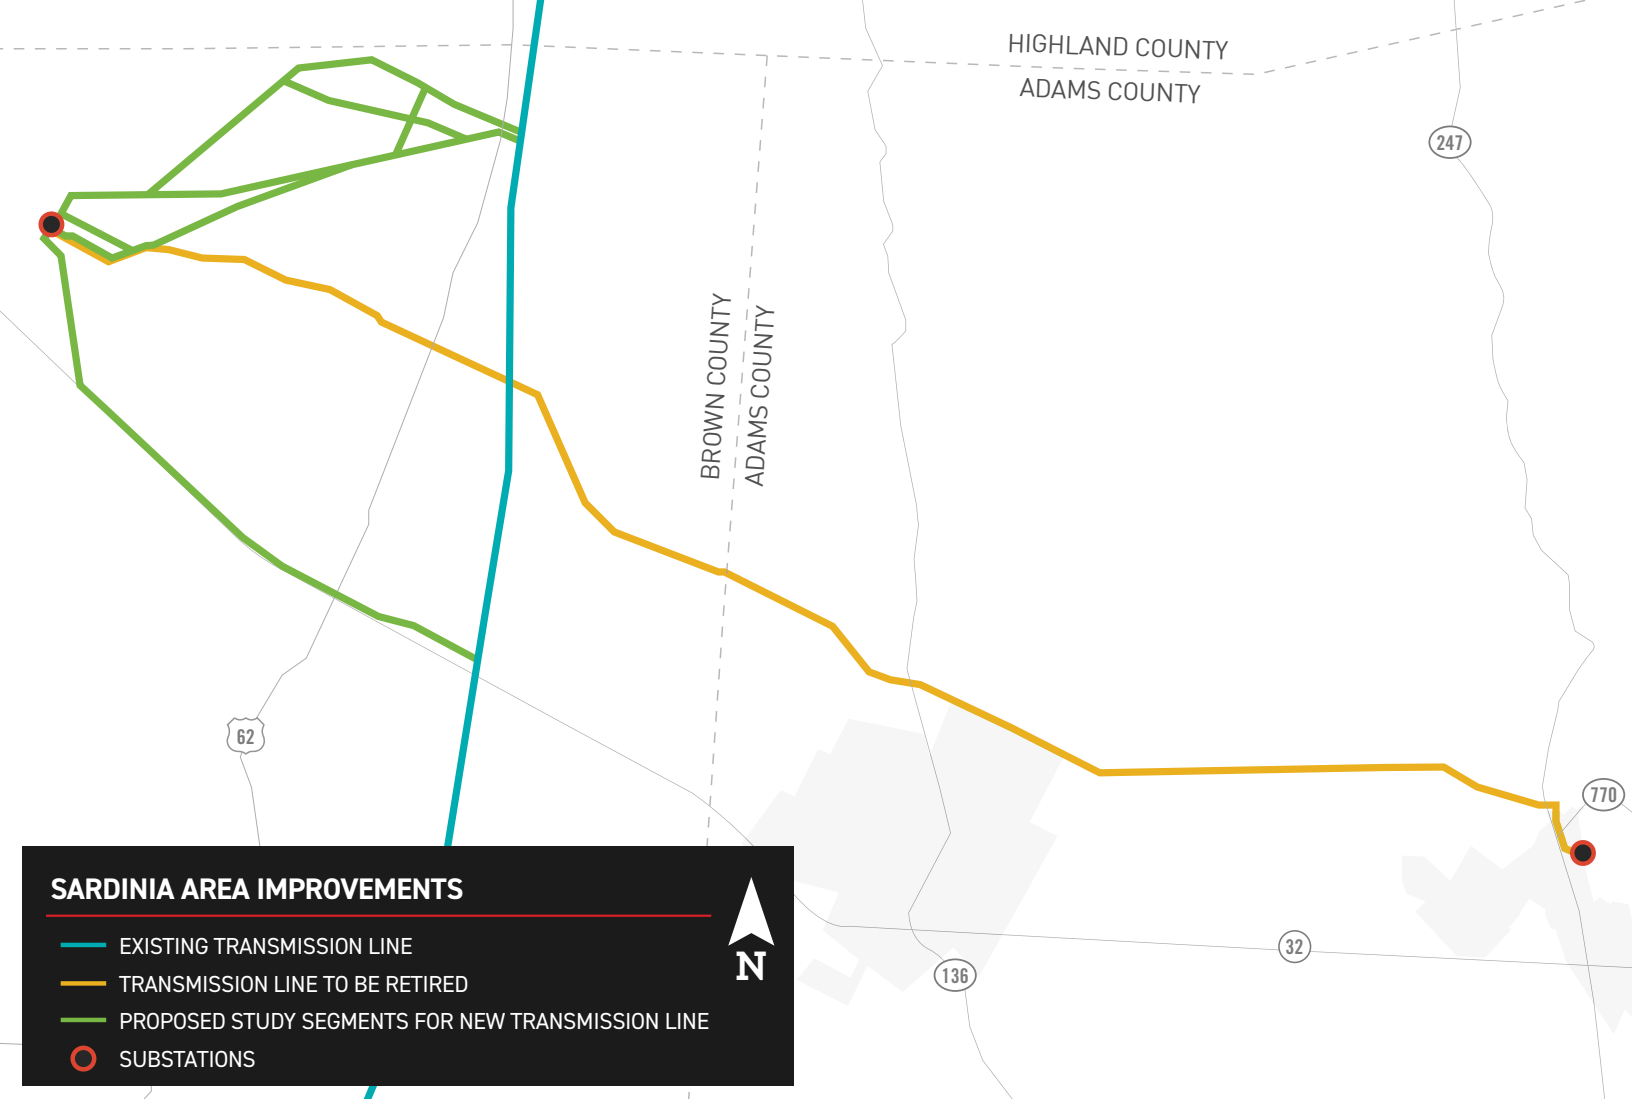 HIGHLAND COUNTY
ADAMS COUNTY
247
BROWN COUNTY
ADAMS COUNTY
62
770
SARDINIA AREA IMPROVEMENTS
EXISTING TRANSMISSION LINE
TRANSMISSION LINE TO BE RETIRED
PROPOSED STUDY SEGMENTS FOR NEW TRANSMISSION LINE
SUBSTATIONS
N
32
136